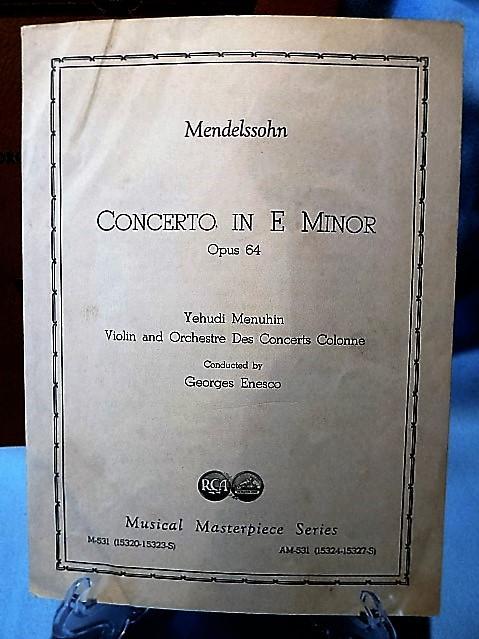 Mendelssohn
CONCERTO IN E MINOR
Opus 64
Yehudi Menuhin
Violin and Orchestre Des Concerts Colonne
Conducted by
Georges Enesco
RCA
Musical Masterpiece Series
M-531 (15320-15323-S)
AM-531 (15324-15327-S)